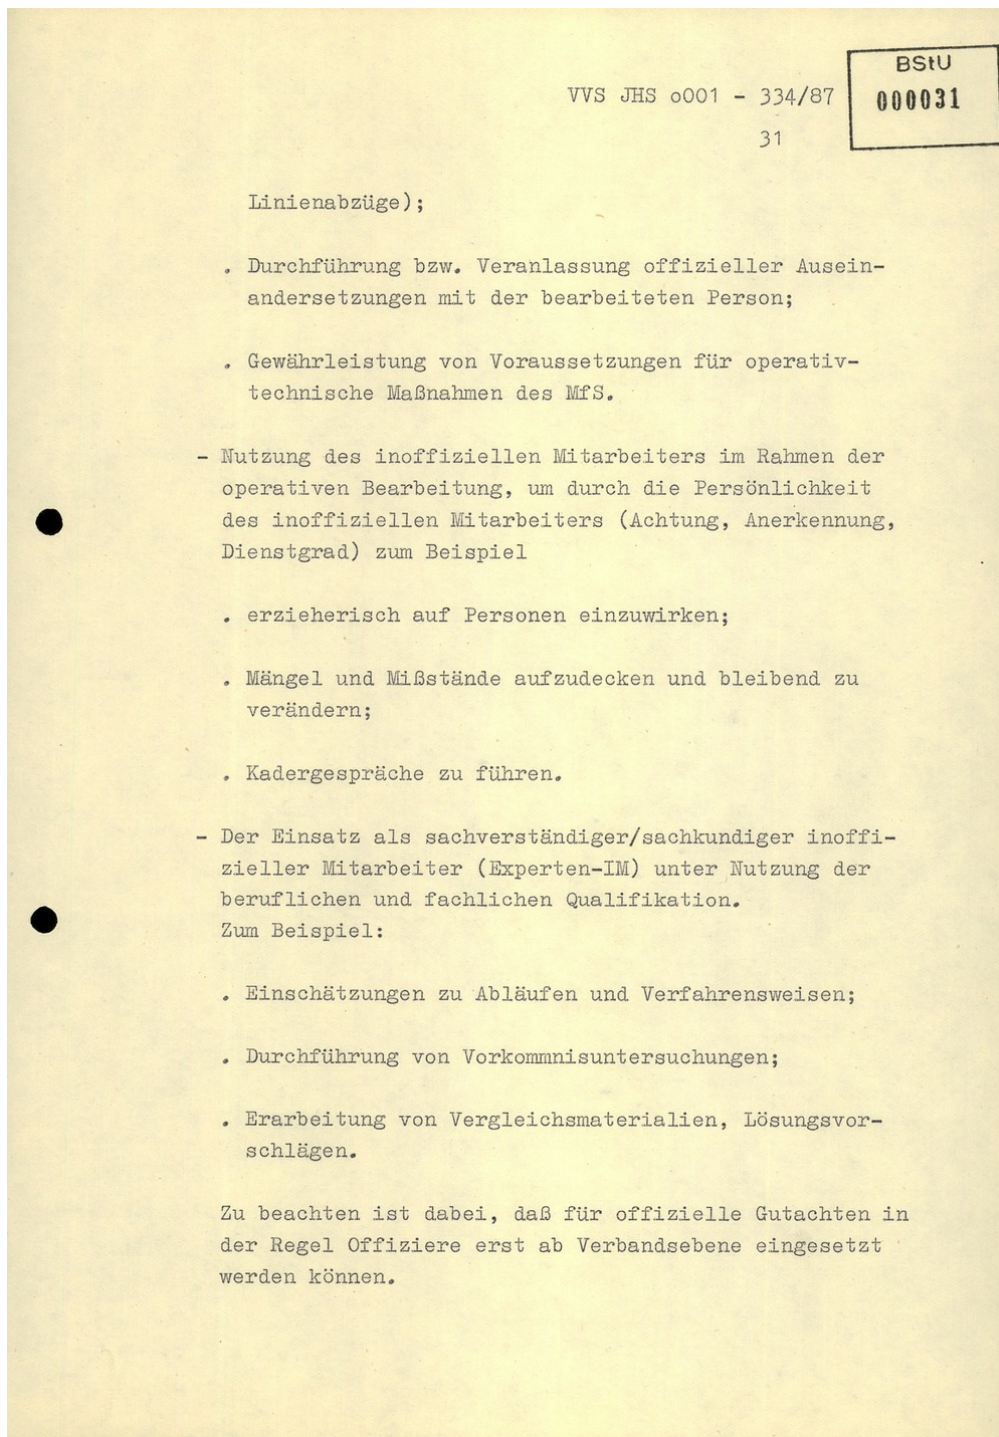 BStU
000031
VVS JHS o001 - 334/87
31
Linienabzüge);
. Durchführung bzw. Veranlassung offizieller Ausein-
andersetzungen mit der bearbeiteten Person;
. Gewährleistung von Voraussetzungen für operativ-
technische Maßnahmen des MfS.
- Nutzung des inoffiziellen Mitarbeiters im Rahmen der
operativen Bearbeitung, um durch die Persönlichkeit
des inoffiziellen Mitarbeiters (Achtung, Anerkennung,
Dienstgrad) zum Beispiel
. erzieherisch auf Personen einzuwirken;
. Mängel und Mißstände aufzudecken und bleibend zu
verändern;
. Kadergespräche zu führen.
- Der Einsatz als sachverständiger/sachkundiger inoffi-
zieller Mitarbeiter (Experten-IM) unter Nutzung der
beruflichen und fachlichen Qualifikation.
Zum Beispiel:
. Einschätzungen zu Abläufen und Verfahrensweisen;
. Durchführung von Vorkommnisuntersuchungen;
. Erarbeitung von Vergleichsmaterialien, Lösungsvor-
schlägen.
Zu beachten ist dabei, daß für offizielle Gutachten in
der Regel Offiziere erst ab Verbandsebene eingesetzt
werden können.